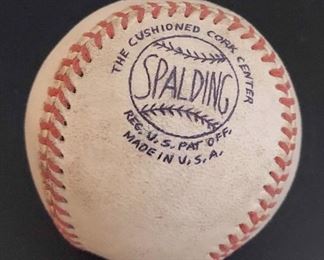 THE CUSHIONED CORK CENTER
SPALDING
REG. U.S. PAT OFF.
MADE IN U.S.A.